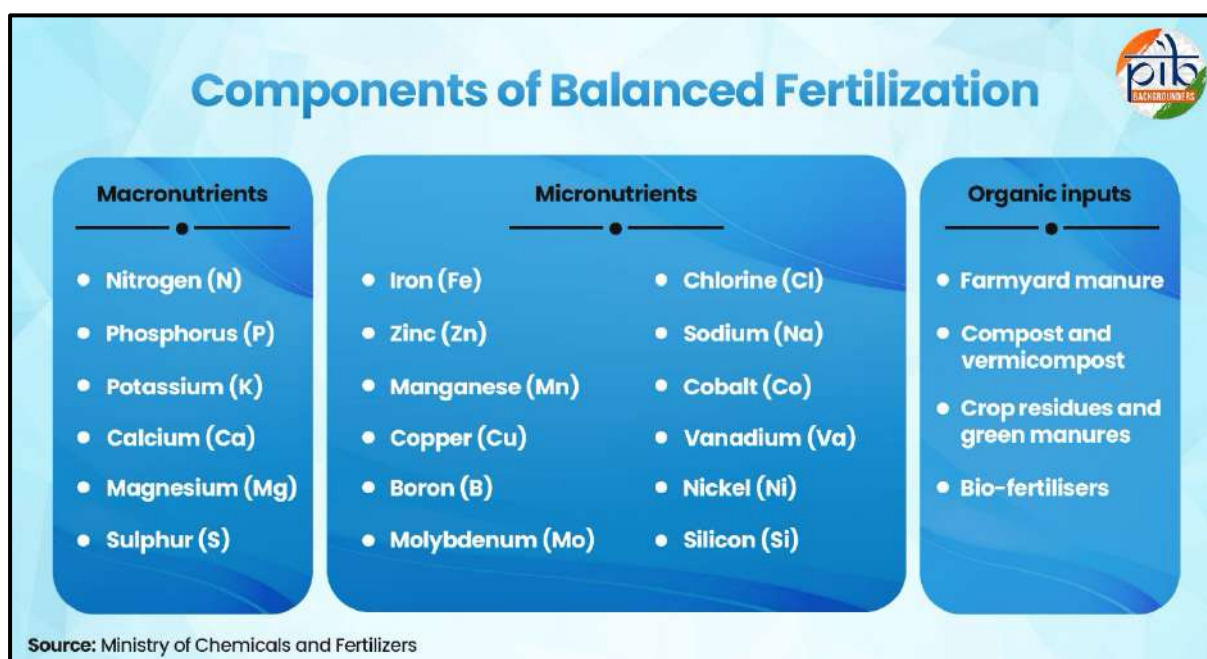 Components of Balanced Fertilization
pib
BACKGROUNDERS
Macronutrients
Nitrogen (N)
Phosphorus (P)
Potassium (K)
Calcium (Ca)
Magnesium (Mg)
Sulphur (S)
Micronutrients
Iron (Fe)
Zinc (Zn)
Manganese (Mn)
Copper (Cu)
Boron (B)
Molybdenum (Mo)
Chlorine (Cl)
Sodium (Na)
Cobalt (Co)
Vanadium (Va)
Nickel (Ni)
Silicon (Si)
Organic inputs
Farmyard manure
Compost and
vermicompost
Crop residues and
green manures
Bio-fertilisers
Source: Ministry of Chemicals and Fertilizers